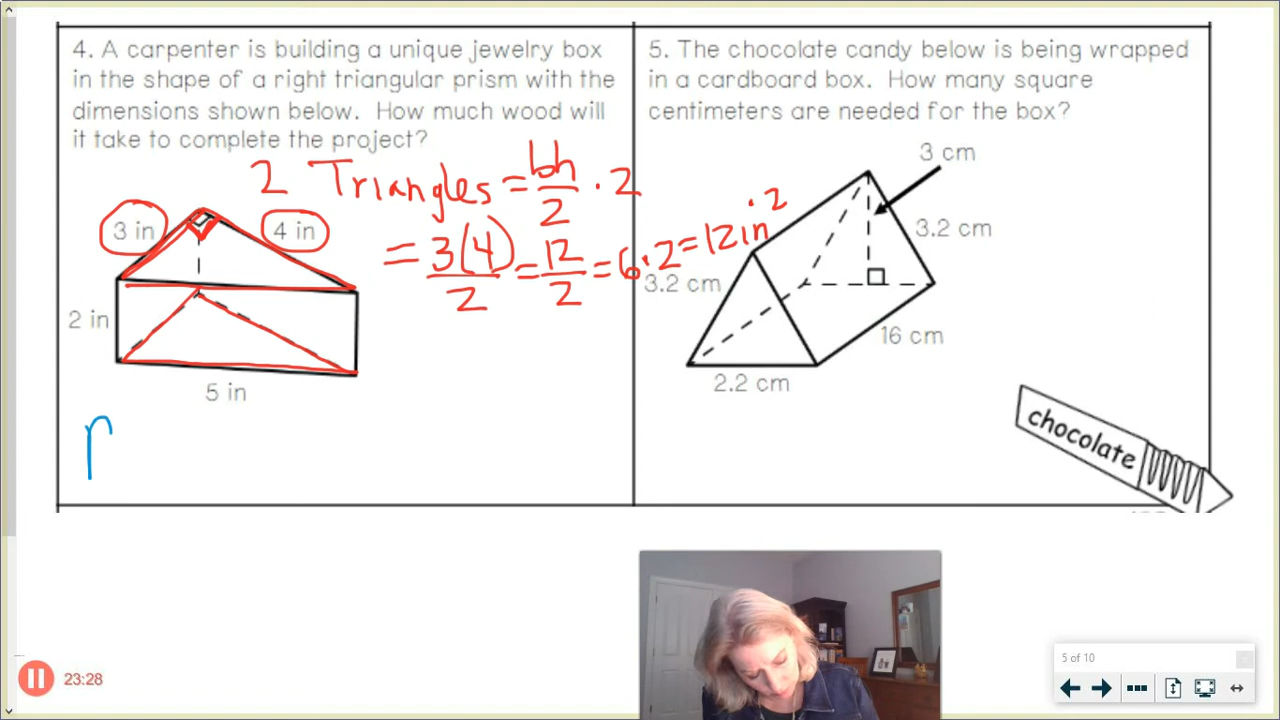 4. A carpenter is building a unique jewelry box
in the shape of a right triangular prism with the
dimensions shown below. How much wood will
it take to complete the project?
2 Triangles = bh/2 · 2
= 3(4)/2 = 12/2 = 6·2 = 12in²
3 in
4 in
2 in
5 in
r
5. The chocolate candy below is being wrapped
in a cardboard box. How many square
centimeters are needed for the box?
3 cm
3.2 cm
3.2 cm
16 cm
2.2 cm
chocolate
23:28
5 of 10